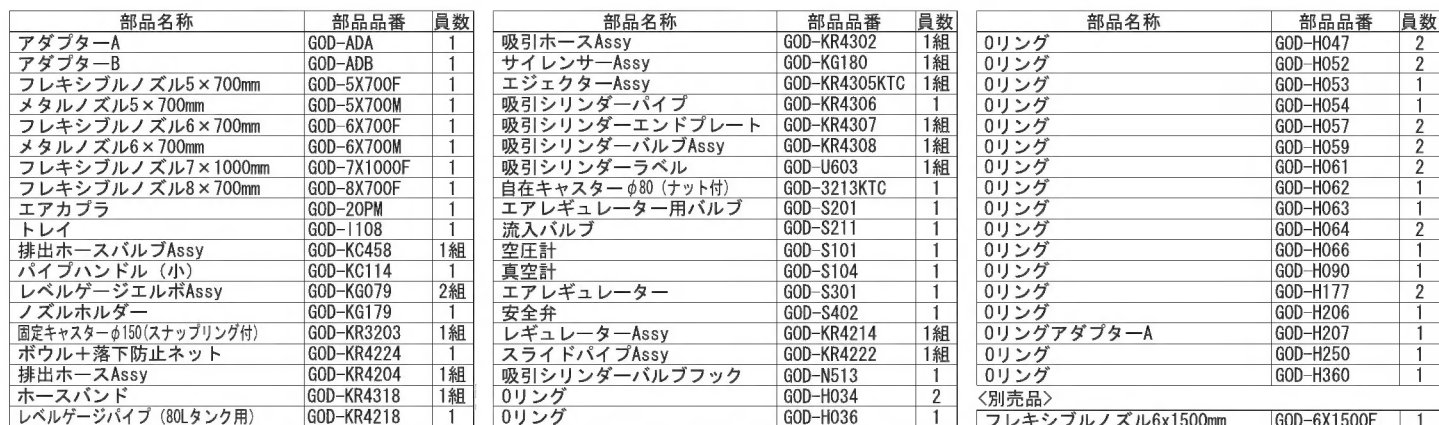 部品名称 部品品番 員数
アダプターA GOD-ADA 1
アダプターB GOD-ADB 1
フレキシブルノズル5×700mm GOD-5X700F 1
メタルノズル5×700mm GOD-5X700M 1
フレキシブルノズル6×700mm GOD-6X700F 1
メタルノズル6×700mm GOD-6X700M 1
フレキシブルノズル7×1000mm GOD-7X1000F 1
フレキシブルノズル8×700mm GOD-8X700F 1
エアカプラ GOD-20PM 1
トレイ GOD-I108 1
排出ホースバルブAssy GOD-KC458 1組
パイプハンドル（小） GOD-KC114 1
レベルゲージエルボAssy GOD-KG079 2組
ノズルホルダー GOD-KG179 1
固定キャスターφ150(スナップリング付) GOD-KR3203 1組
ボウル＋落下防止ネット GOD-KR4224 1
排出ホースAssy GOD-KR4204 1組
ホースバンド GOD-KR4318 1組
レベルゲージパイプ（80Lタンク用） GOD-KR4218 1
部品名称 部品品番 員数
吸引ホースAssy GOD-KR4302 1組
サイレンサーAssy GOD-KG180 1組
エジェクターAssy GOD-KR4305KTC 1組
吸引シリンダーパイプ GOD-KR4306 1
吸引シリンダーエンドプレート GOD-KR4307 1組
吸引シリンダーバルブAssy GOD-KR4308 1組
吸引シリンダーラベル GOD-U603 1組
自在キャスターφ80（ナット付） GOD-3213KTC 1
エアレギュレーター用バルブ GOD-S201 1
流入バルブ GOD-S211 1
空圧計 GOD-S101 1
真空計 GOD-S104 1
エアレギュレーター GOD-S301 1
安全弁 GOD-S402 1
レギュレーターAssy GOD-KR4214 1組
スライドパイプAssy GOD-KR4222 1組
吸引シリンダーバルブフック GOD-N513 1
Oリング GOD-H034 2
Oリング GOD-H036 1
部品名称 部品品番 員数
Oリング GOD-H047 2
Oリング GOD-H052 2
Oリング GOD-H053 1
Oリング GOD-H054 1
Oリング GOD-H057 2
Oリング GOD-H059 2
Oリング GOD-H061 2
Oリング GOD-H062 1
Oリング GOD-H063 1
Oリング GOD-H064 2
Oリング GOD-H066 1
Oリング GOD-H090 1
Oリング GOD-H177 2
Oリング GOD-H206 1
OリングアダプターA GOD-H207 1
Oリング GOD-H250 1
Oリング GOD-H360 1
〈別売品〉
フレキシブルノズル6x1500mm GOD-6X1500F 1